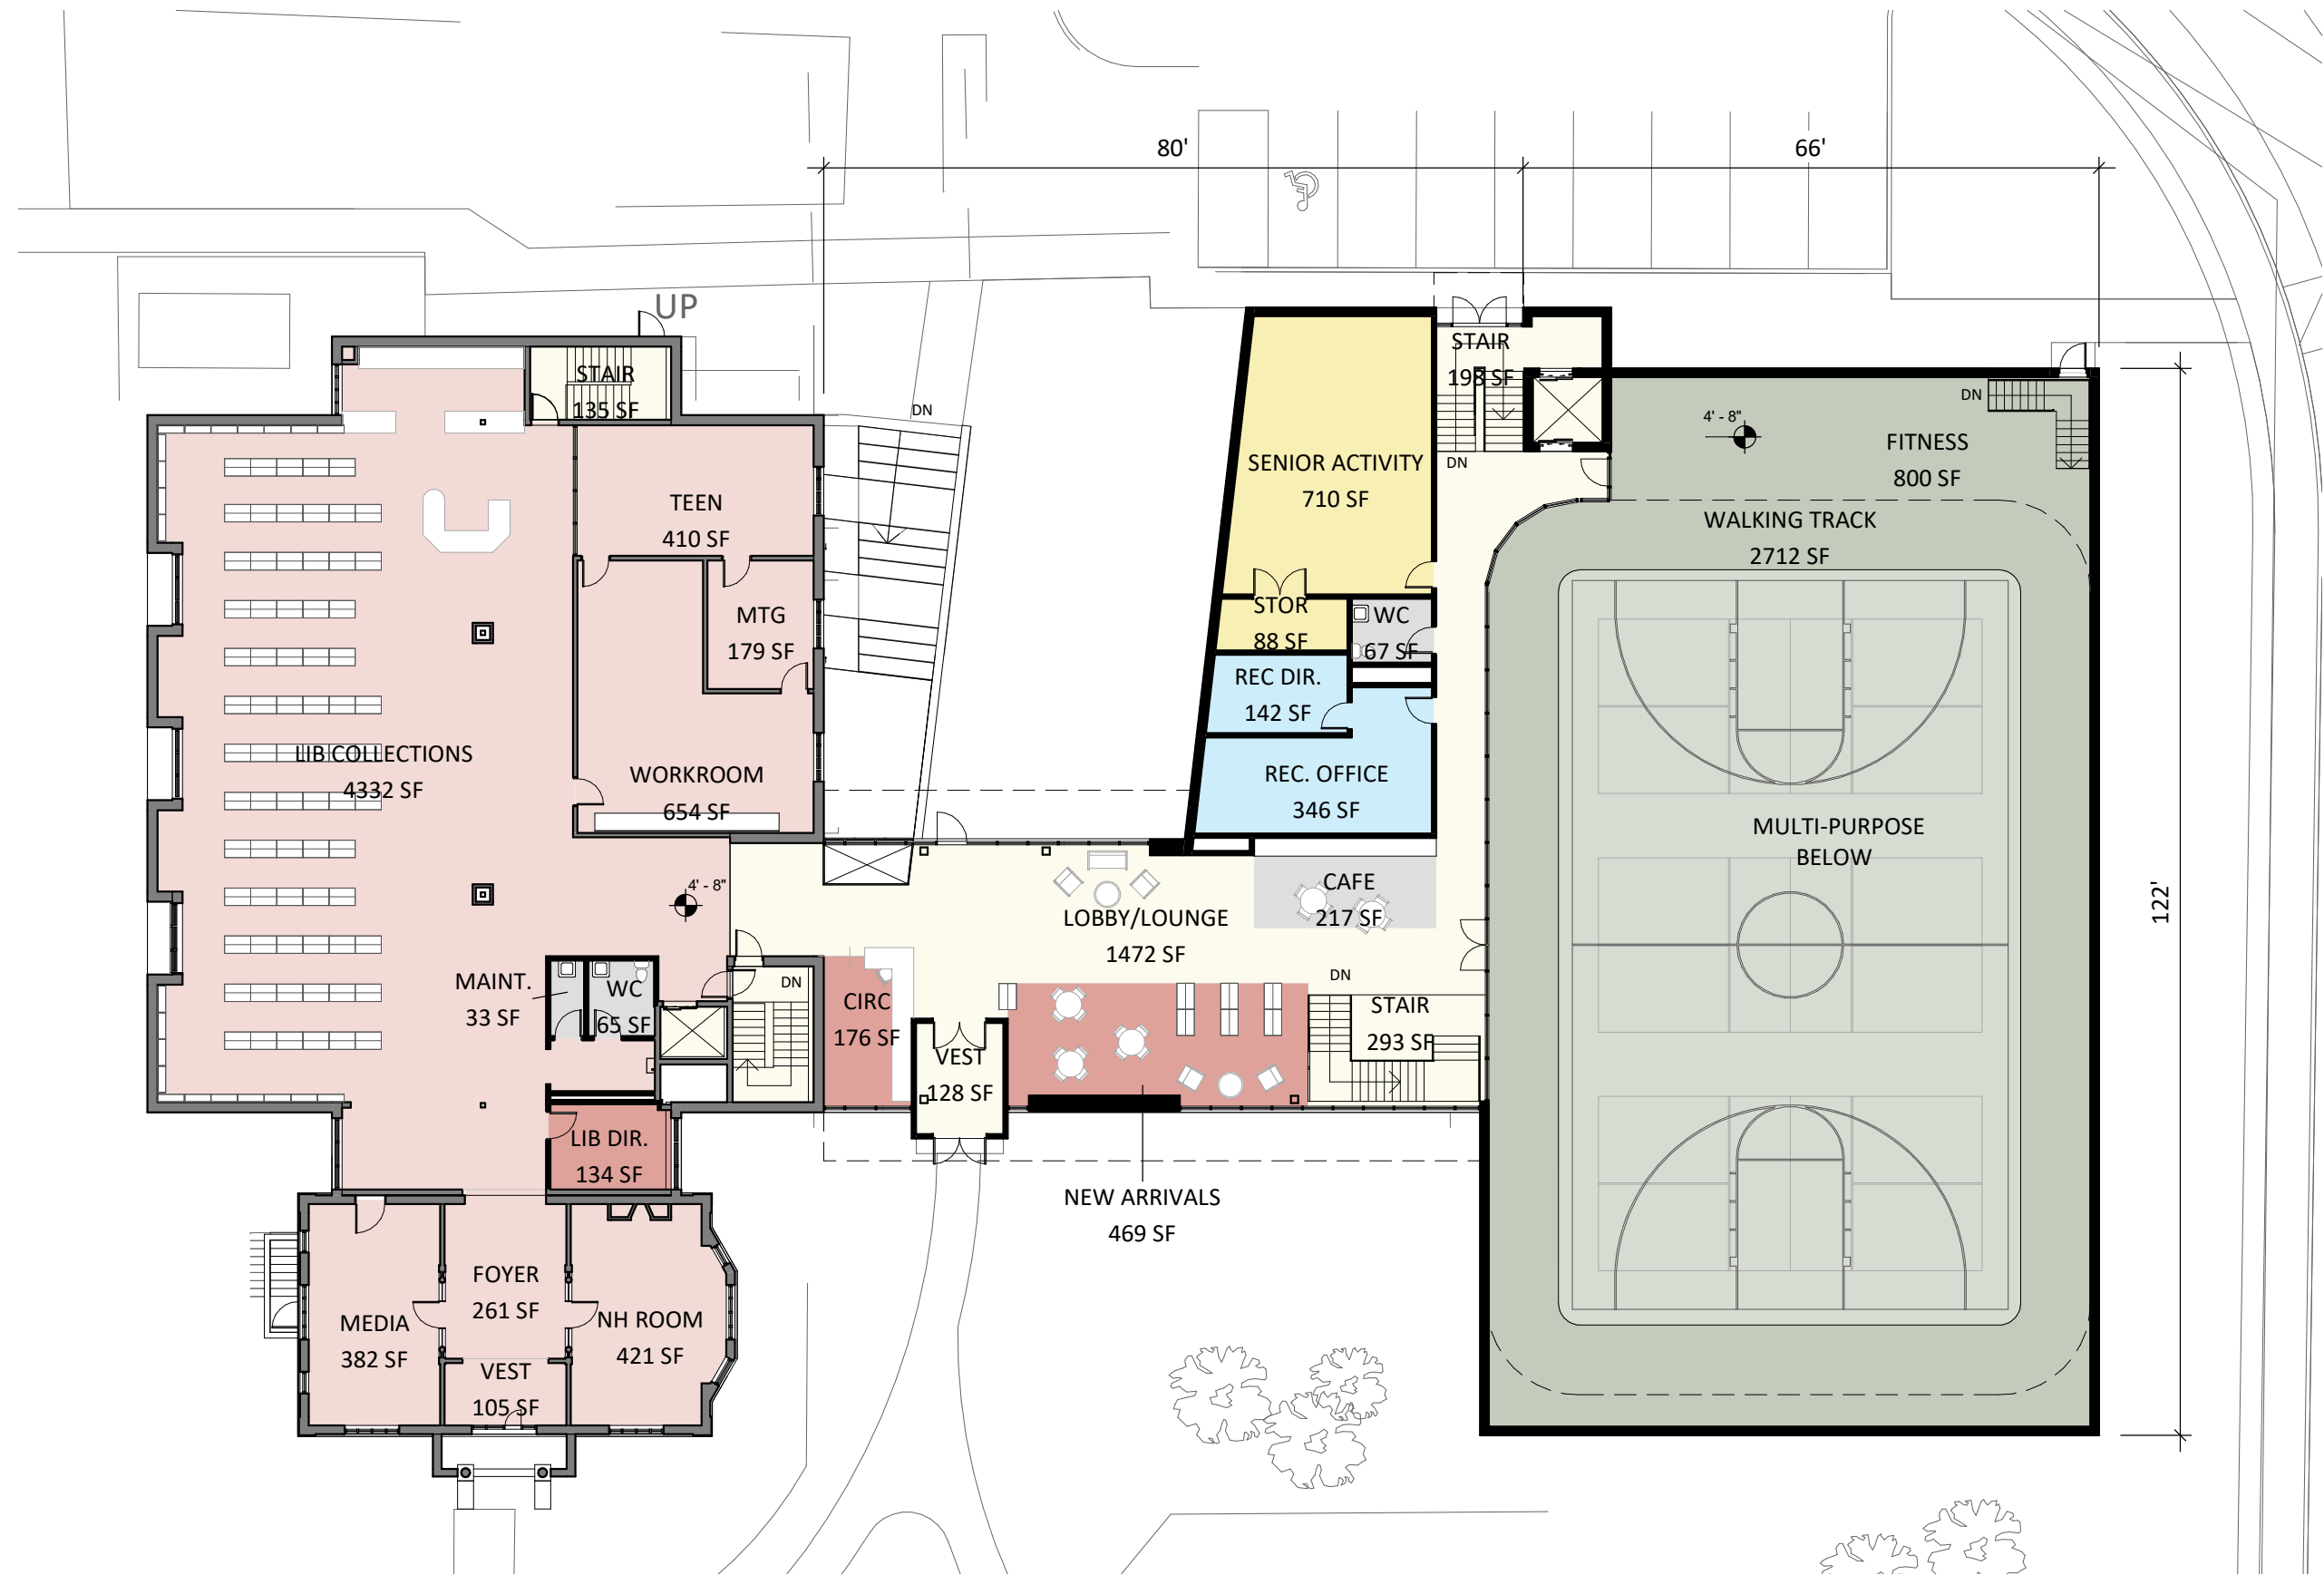 80'
66'
UP
STAIR
135 SF
DN
STAIR
198 SF
DN
4' - 8"
DN
FITNESS
800 SF
SENIOR ACTIVITY
710 SF
TEEN
410 SF
WALKING TRACK
2712 SF
MTG
179 SF
STOR
88 SF
WC
67 SF
REC DIR.
142 SF
LIB COLLECTIONS
4332 SF
WORKROOM
654 SF
REC. OFFICE
346 SF
MULTI-PURPOSE
BELOW
122'
4' - 8"
CAFE
217 SF
LOBBY/LOUNGE
1472 SF
MAINT.
33 SF
WC
65 SF
DN
CIRC
176 SF
DN
STAIR
293 SF
VEST
128 SF
LIB DIR.
134 SF
NEW ARRIVALS
469 SF
FOYER
261 SF
MEDIA
382 SF
NH ROOM
421 SF
VEST
105 SF